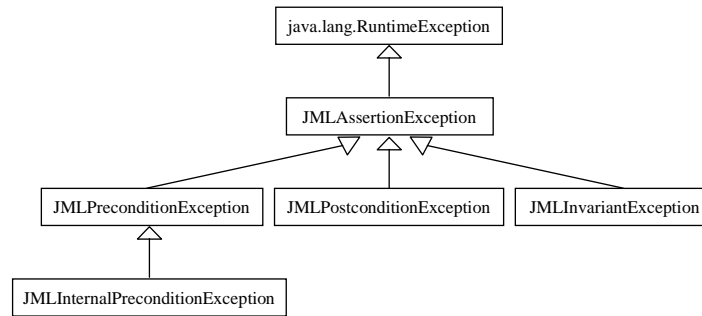 java.lang.RuntimeException
JMLAssertionException
JMLPreconditionException
JMLPostconditionException
JMLInvariantException
JMLInternalPreconditionException